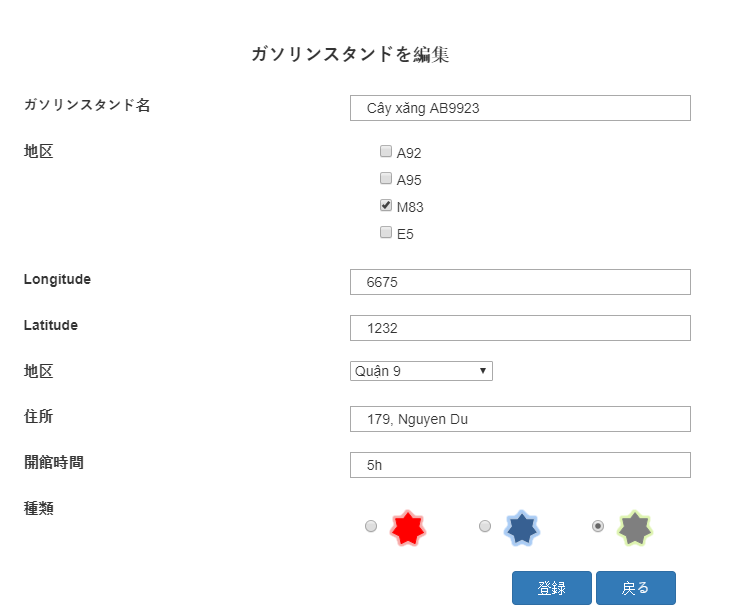 ガソリンスタンドを編集
ガソリンスタンド名
Cây xăng AB9923
地区
A92
A95
M83
E5
Longitude
6675
Latitude
1232
地区
Quận 9
住所
179, Nguyen Du
開館時間
5h
種類
登録
戻る